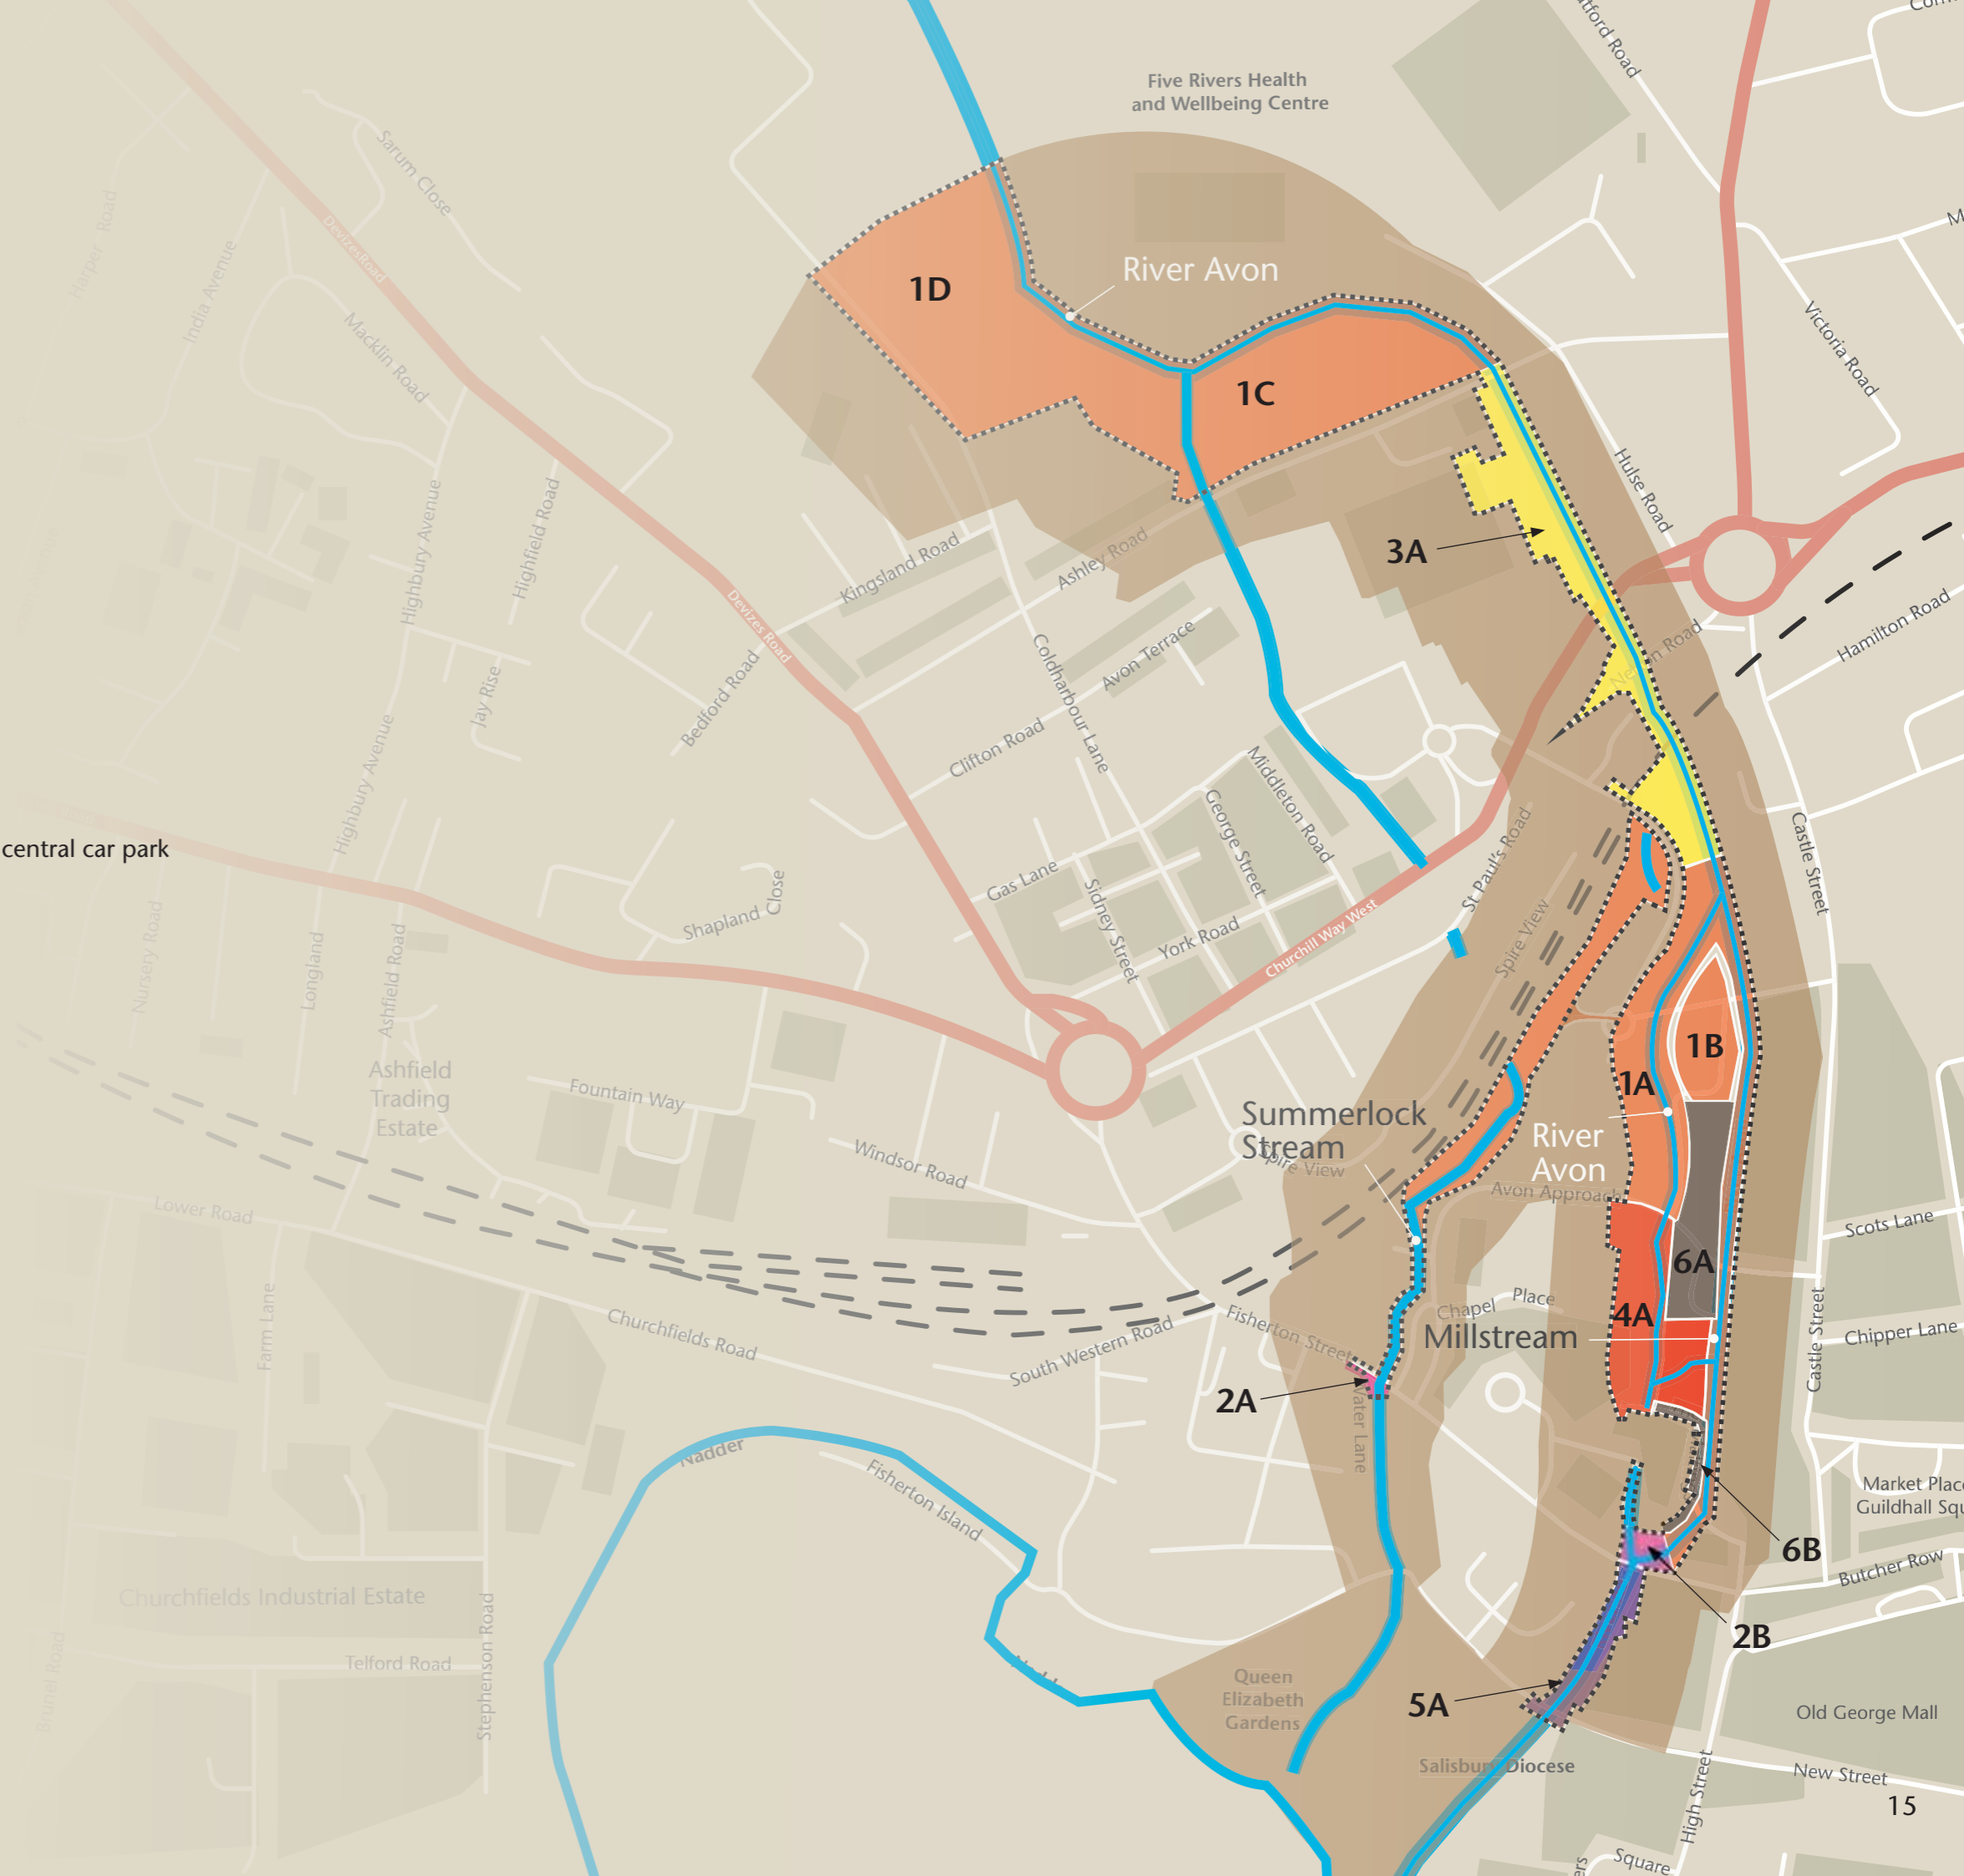 Five Rivers Health
and Wellbeing Centre
Sarum Close
Harper Road
India Avenue
Devizes Road
Macklin Road
1D
River Avon
1C
Victoria Road
Hulse Road
Highbury Avenue
Highfield Road
3A
Kingsland Road
Ashley Road
Hamilton Road
Coldharbour Lane
Avon Terrace
Devizes Road
Bedford Road
Jay Rise
Clifton Road
Highbury Avenue
Middleton Road
George Street
central car park
Castle Street
St Paul's Road
Gas Lane
Shapland Close
Sidney Street
York Road
Churchill Way West
Spire View
Nursery Road
Longland
Ashfield Road
1B
1A
Ashfield
Trading
Estate
Fountain Way
Summerlock
Stream
Spire View
River
Avon
Windsor Road
Avon Approach
Lower Road
Scots Lane
6A
Chapel Place
4A
Farm Lane
Churchfields Road
South Western Road
Fisherton Street
Millstream
Castle Street
Chipper Lane
2A
Water Lane
Nadder
Fisherton Island
Market Plac
Guildhall Squ
6B
Butcher Row
Churchfields Industrial Estate
2B
Brunel Road
Telford Road
Stephenson Road
Queen
Elizabeth
Gardens
5A
Old George Mall
Salisbury Diocese
New Street
High Street
15
Square